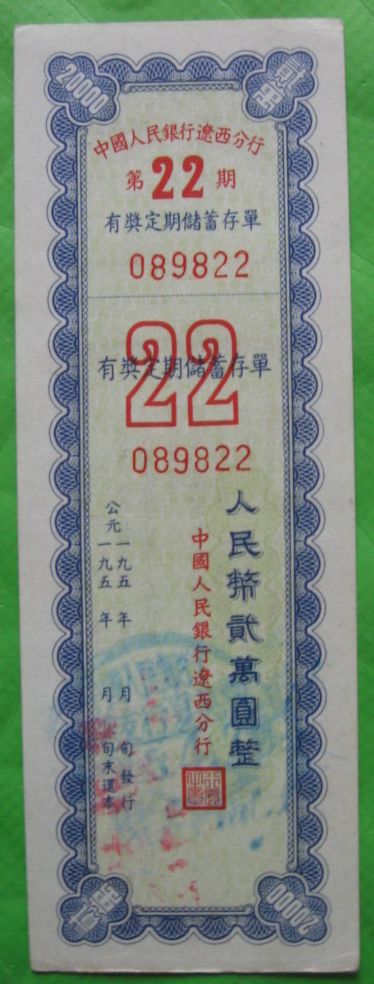 20000
貳萬
中國人民銀行遼西分行
第22期
有獎定期儲蓄存單
089822
22
有獎定期儲蓄存單
089822
人民幣貳萬圓整
中國人民銀行遼西分行
公元一九五 年 月 旬發行
一九五 年 月 旬末還本
貳萬
20000